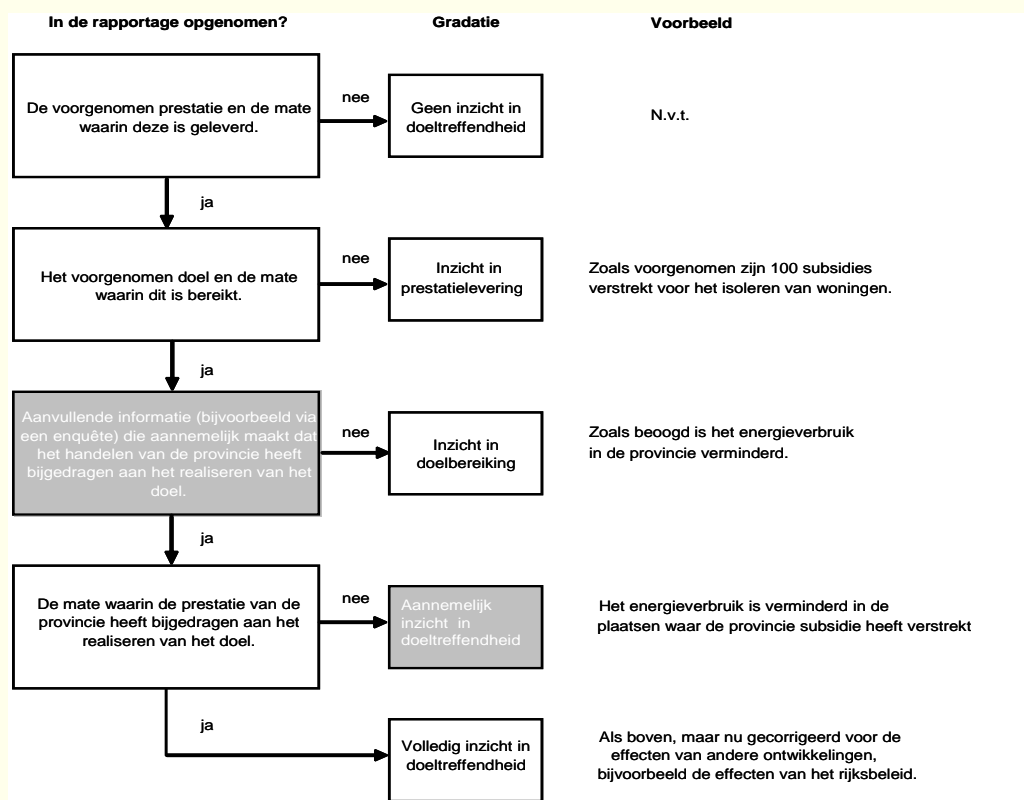 In de rapportage opgenomen?
Gradatie
Voorbeeld
De voorgenomen prestatie en de mate
waarin deze is geleverd.
nee
Geen inzicht in
doeltreffendheid
N.v.t.
ja
Het voorgenomen doel en de mate
waarin dit is bereikt.
nee
Inzicht in
prestatielevering
Zoals voorgenomen zijn 100 subsidies
verstrekt voor het isoleren van woningen.
ja
Aanvullende informatie (bijvoorbeeld via
een enquête) die aannemelijk maakt dat
het handelen van de provincie heeft
bijgedragen aan het realiseren van het
doel.
nee
Inzicht in
doelbereiking
Zoals beoogd is het energieverbruik
in de provincie verminderd.
ja
De mate waarin de prestatie van de
provincie heeft bijgedragen aan het
realiseren van het doel.
nee
Aannemelijk
inzicht in
doeltreffendheid
Het energieverbruik is verminderd in de
plaatsen waar de provincie subsidie heeft verstrekt
ja
Volledig inzicht in
doeltreffendheid
Als boven, maar nu gecorrigeerd voor de
effecten van andere ontwikkelingen,
bijvoorbeeld de effecten van het rijksbeleid.